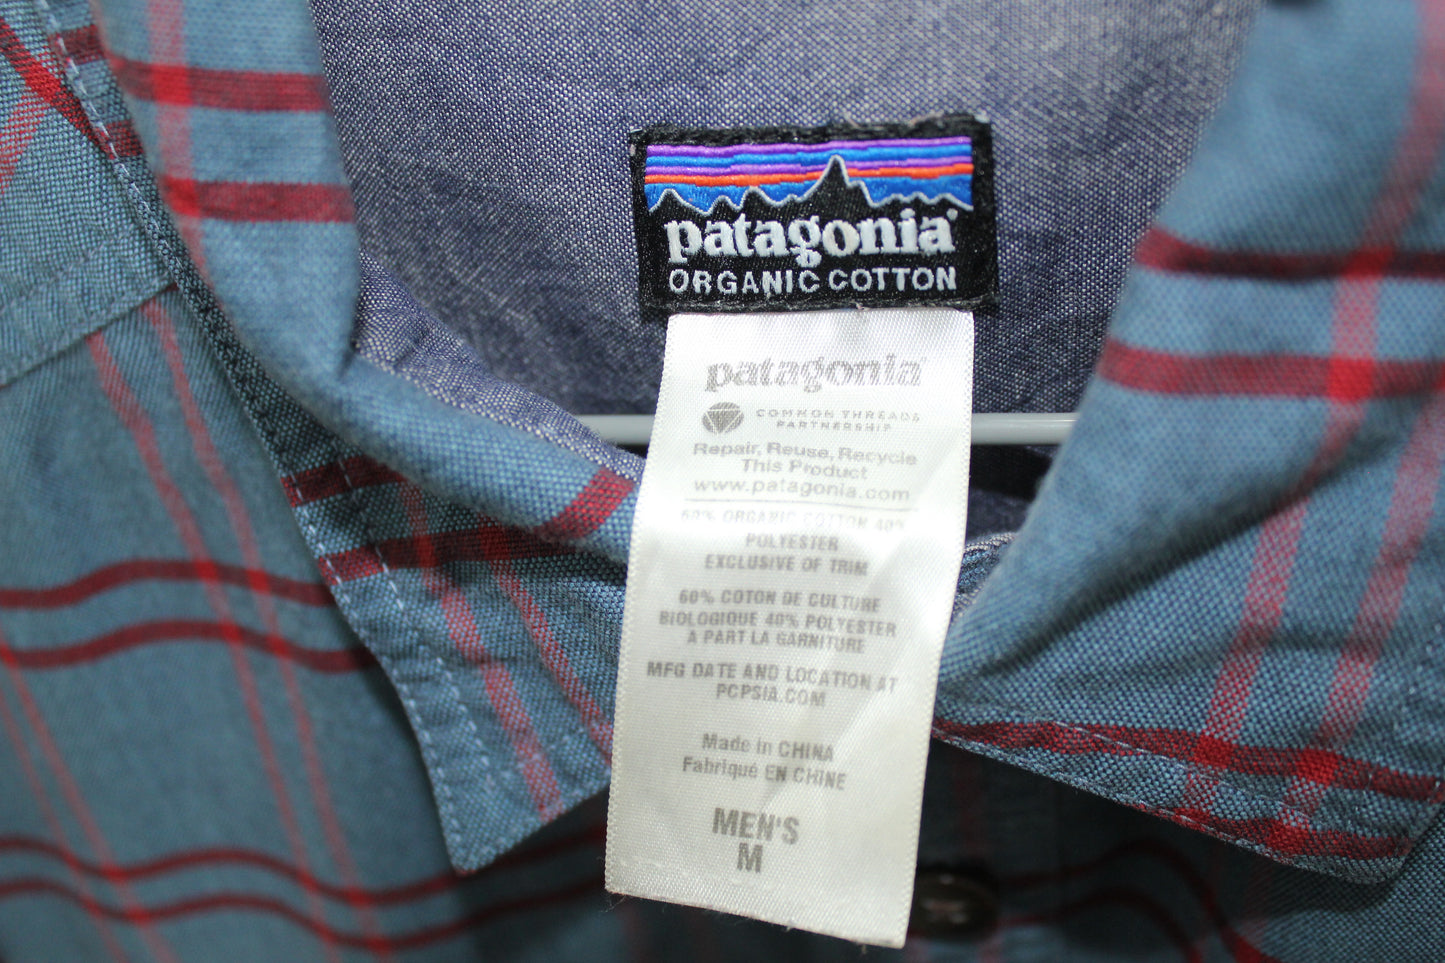 patagonia®
ORGANIC COTTON
patagonia®
COMMON THREADS
PARTNERSHIP
Repair, Reuse, Recycle
This Product
www.patagonia.com
60% ORGANIC COTTON 40%
POLYESTER
EXCLUSIVE OF TRIM
60% COTON DE CULTURE
BIOLOGIQUE 40% POLYESTER
A PART LA GARNITURE
MFG DATE AND LOCATION AT
PCPSIA.COM
Made in CHINA
Fabriqué EN CHINE
MEN'S
M